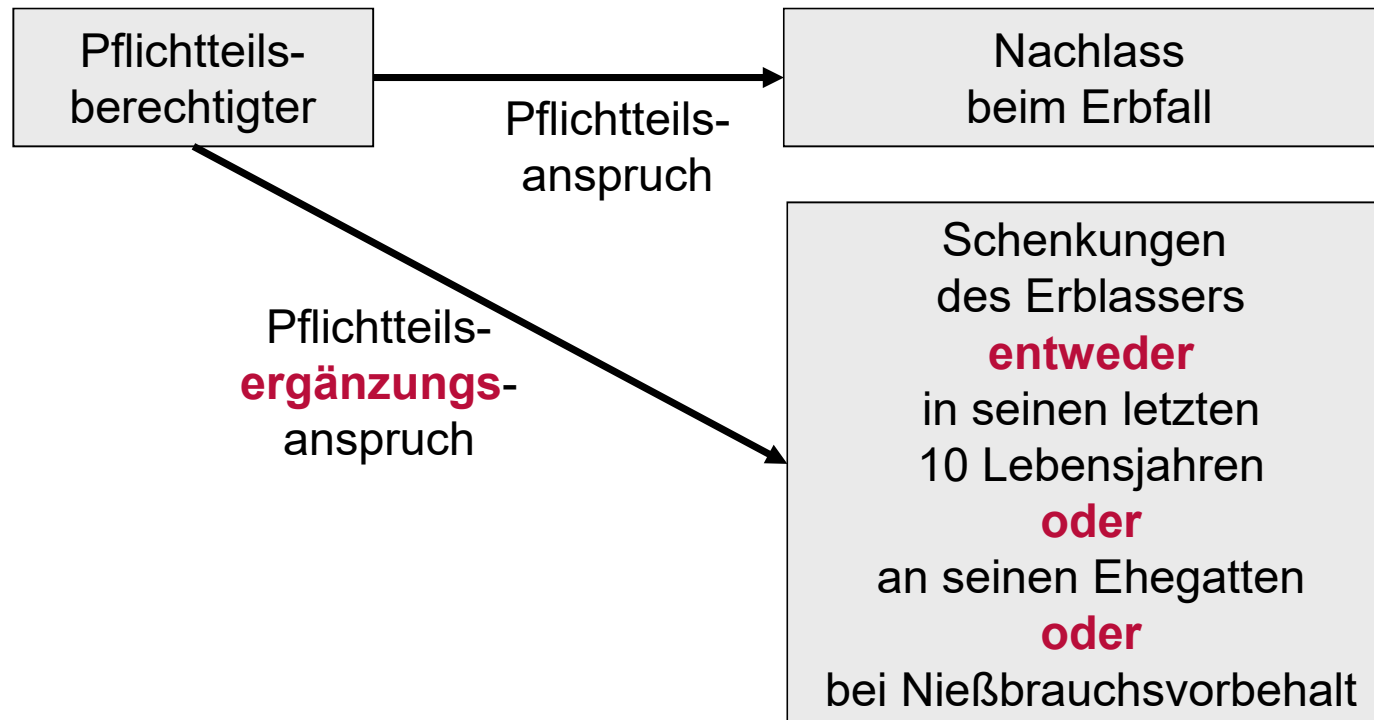 Pflichtteils-
berechtigter
Pflichtteils-
anspruch
Nachlass
beim Erbfall
Pflichtteils-
ergänzungs-
anspruch
Schenkungen
des Erblassers
entweder
in seinen letzten
10 Lebensjahren
oder
an seinen Ehegatten
oder
bei Nießbrauchsvorbehalt